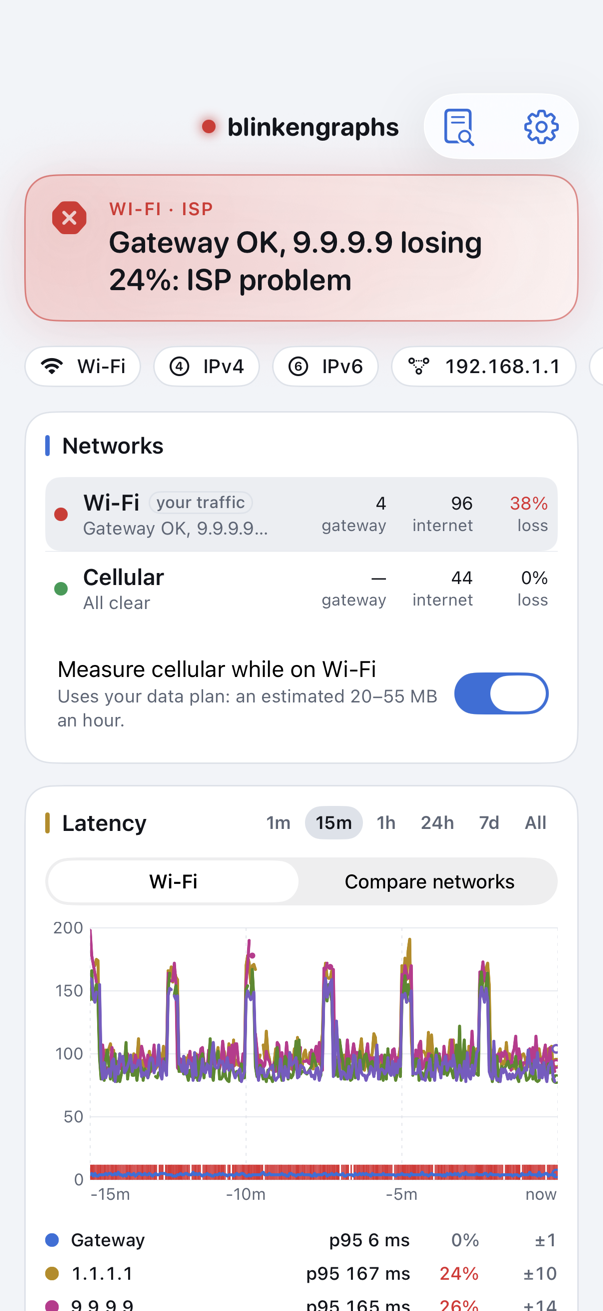 blinkengraphs
WI-FI · ISP
Gateway OK, 9.9.9.9 losing
24%: ISP problem
Wi-Fi
4 IPv4
6 IPv6
192.168.1.1
Networks
Wi-Fi your traffic 4 96 38%
Gateway OK, 9.9.9.9... gateway internet loss
Cellular — 44 0%
All clear gateway internet loss
Measure cellular while on Wi-Fi
Uses your data plan: an estimated 20–55 MB
an hour.
Latency 1m 15m 1h 24h 7d All
Wi-Fi Compare networks
200
150
100
50
0
-15m -10m -5m now
Gateway p95 6 ms 0% ±1
1.1.1.1 p95 167 ms 24% ±10
9.9.9.9 p95 165 ms 26% ±14